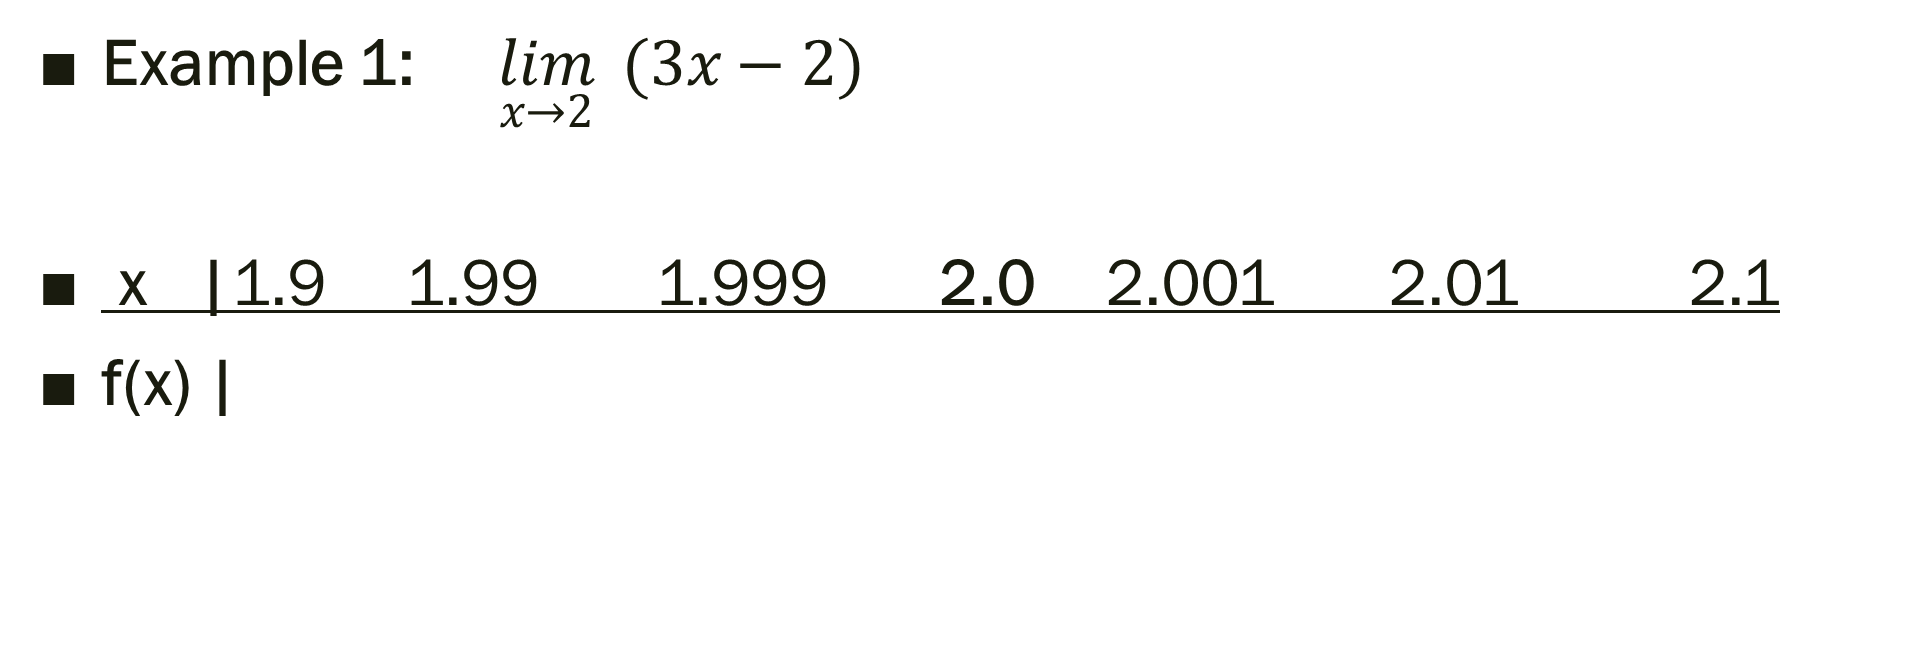 ■ Example 1: lim (3x − 2)
x→2
■ x | 1.9 1.99 1.999 2.0 2.001 2.01 2.1
■ f(x) |